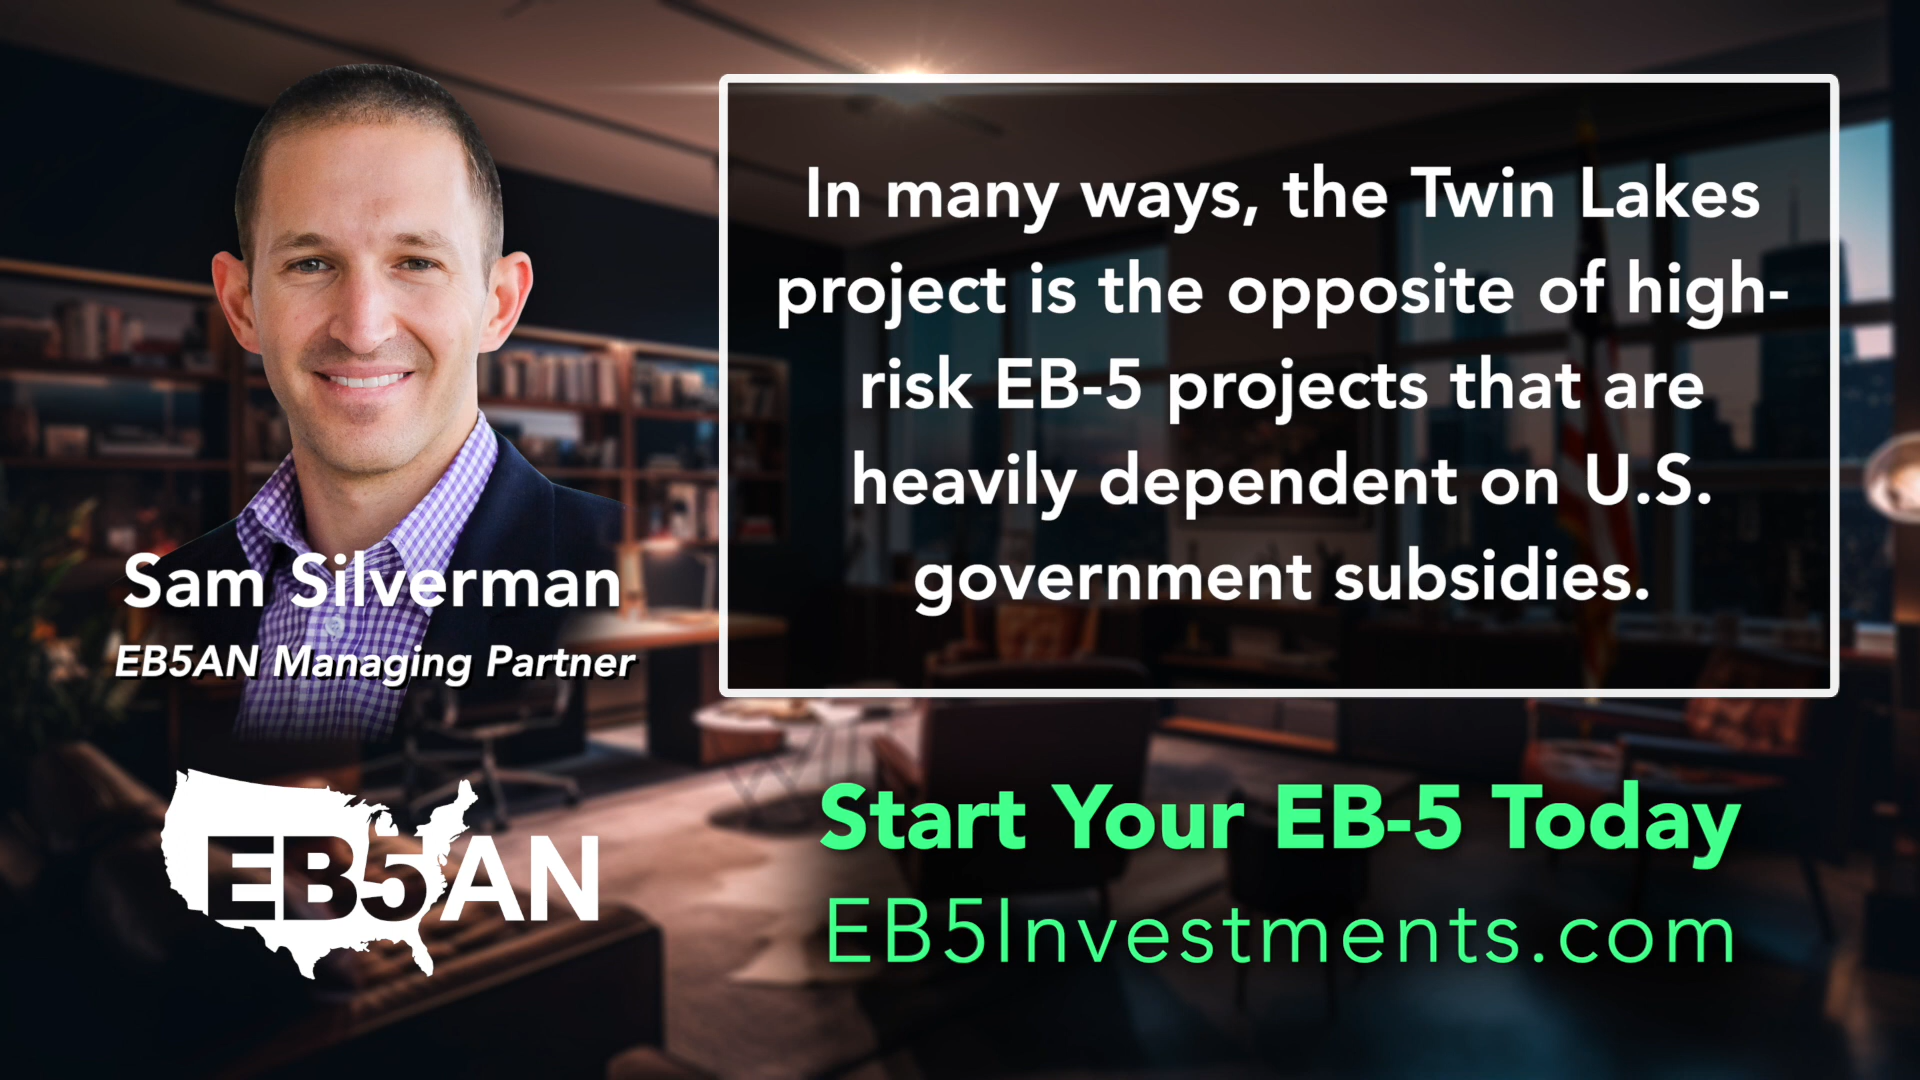 In many ways, the Twin Lakes
project is the opposite of high-
risk EB-5 projects that are
heavily dependent on U.S.
government subsidies.
Sam Silverman
EB5AN Managing Partner
EB5AN
Start Your EB-5 Today
EB5Investments.com